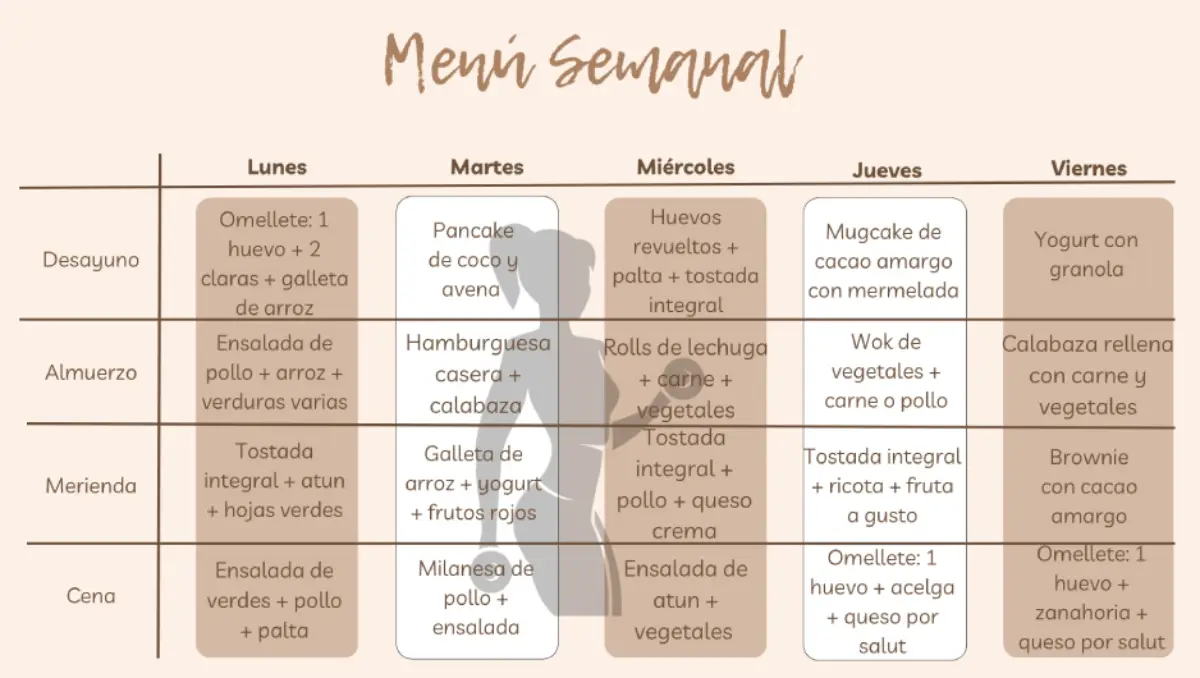 Menú Semanal
Lunes
Martes
Miércoles
Jueves
Viernes
Desayuno
Omellete: 1
huevo + 2
claras + galleta
de arroz
Pancake
de coco y
avena
Huevos
revueltos +
palta + tostada
integral
Mugcake de
cacao amargo
con mermelada
Yogurt con
granola
Almuerzo
Ensalada de
pollo + arroz +
verduras varias
Hamburguesa
casera +
calabaza
Rolls de lechuga
+ carne +
vegetales
Wok de
vegetales +
carne o pollo
Calabaza rellena
con carne y
vegetales
Merienda
Tostada
integral + atun
+ hojas verdes
Galleta de
arroz + yogurt
+ frutos rojos
Tostada
integral +
pollo + queso
crema
Tostada integral
+ ricota + fruta
a gusto
Brownie
con cacao
amargo
Cena
Ensalada de
verdes + pollo
+ palta
Milanesa de
pollo +
ensalada
Ensalada de
atun +
vegetales
Omellete: 1
huevo + acelga
+ queso por
salut
Omellete: 1
huevo +
zanahoria +
queso por salut